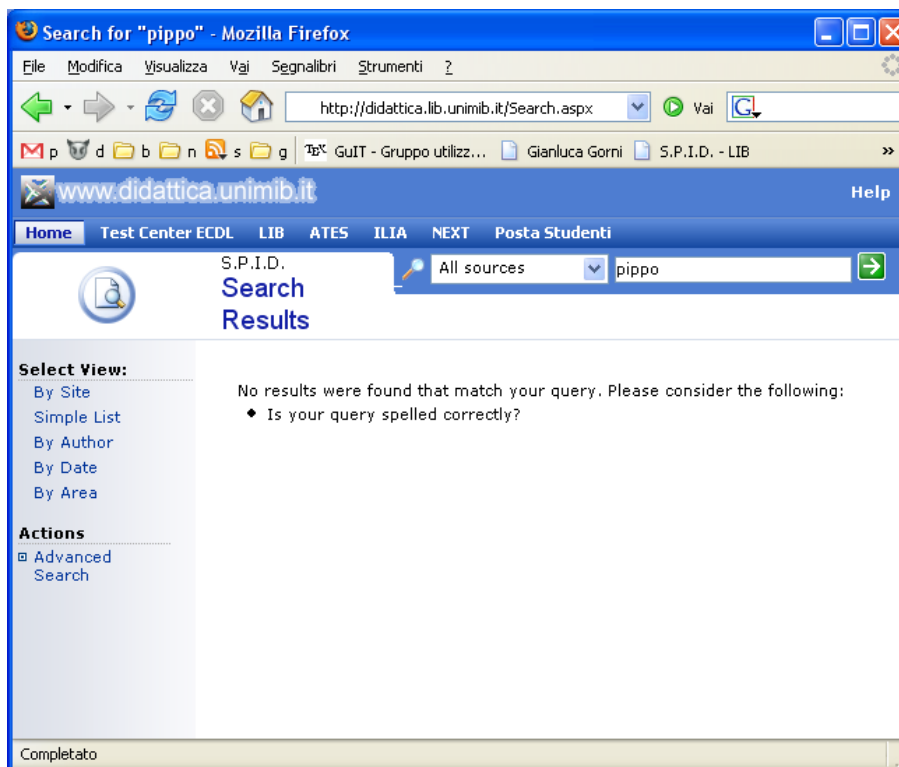 Search for "pippo" - Mozilla Firefox
File Modifica Visualizza Vai Segnalibri Strumenti ?
http://didattica.lib.unimib.it/Search.aspx Vai G
p d b n s g TEX GuIT - Gruppo utilizz... Gianluca Gorni S.P.I.D. - LIB »
www.didattica.unimib.it Help
Home Test Center ECDL LIB ATES ILIA NEXT Posta Studenti
S.P.I.D. All sources pippo
Search
Results
Select View:
By Site
Simple List
By Author
By Date
By Area
Actions
Advanced
Search
No results were found that match your query. Please consider the following:
Is your query spelled correctly?
Completato